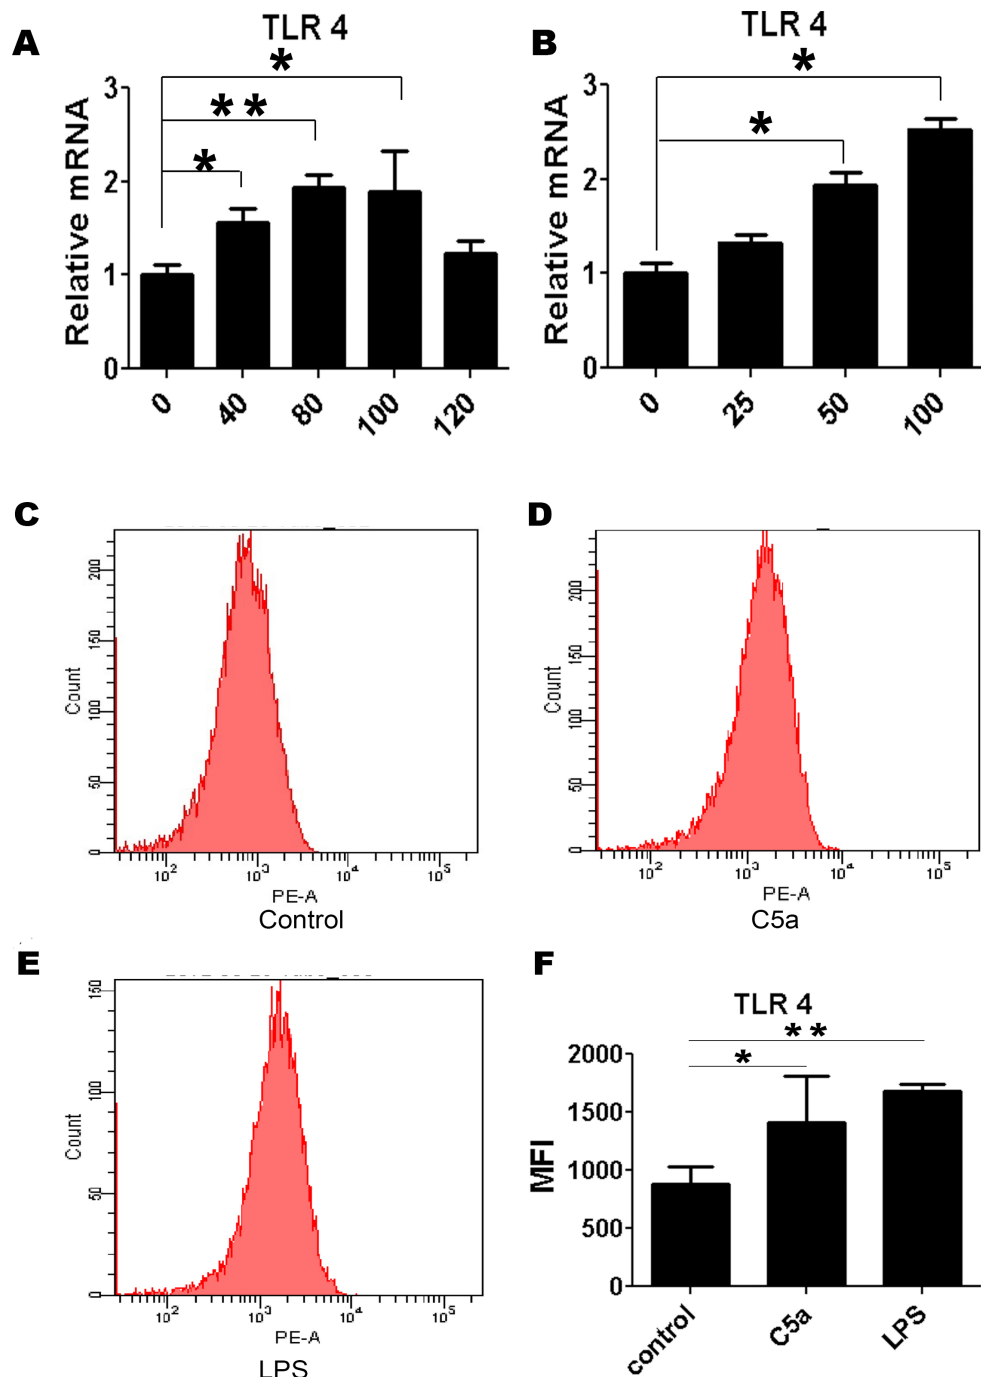 A
TLR 4
*
**
*
Relative mRNA
3
2
1
0
0 40 80 100 120
B
TLR 4
*
*
Relative mRNA
3
2
1
0
0 25 50 100
C
Count
200
150
100
50
0
10² 10³ 10⁴ 10⁵
PE-A
Control
D
Count
200
150
100
50
0
10² 10³ 10⁴ 10⁵
PE-A
C5a
E
Count
150
100
50
0
10² 10³ 10⁴ 10⁵
PE-A
LPS
F
TLR 4
**
*
MFI
2000
1500
1000
500
0
control C5a LPS